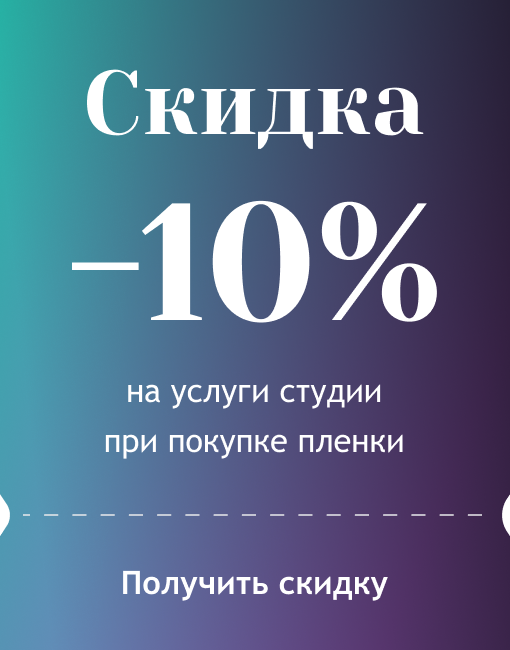 Скидка
–10%
на услуги студии
при покупке пленки
Получить скидку